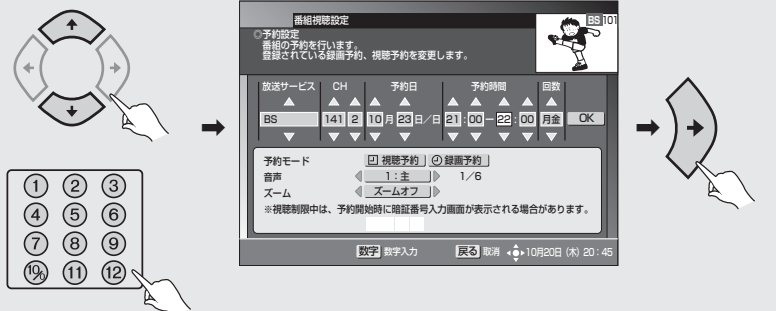 番組視聴設定
BS 101
◎予約設定
番組の予約を行います。
登録されている録画予約、視聴予約を変更します。
放送サービス CH 予約日 予約時間 回数
BS 141 2 10月23日/日 21:00-22:00 月金 OK
予約モード 視聴予約 録画予約
音声 1:主 1/6
ズーム ズームオフ
※視聴制限中は、予約開始時に暗証番号入力画面が表示される場合があります。
数字 数字入力 戻る 取消 10月20日 (木) 20:45
1 2 3
4 5 6
7 8 9
10/0 11 12